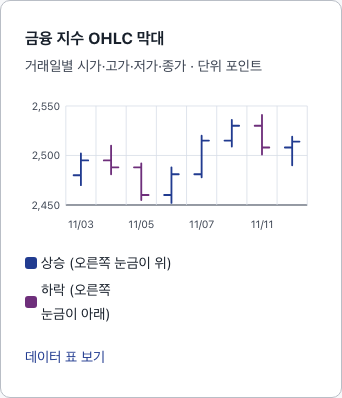 금융 지수 OHLC 막대
거래일별 시가·고가·저가·종가 · 단위 포인트
2,550
2,500
2,450
11/03 11/05 11/07 11/11
상승 (오른쪽 눈금이 위)
하락 (오른쪽
눈금이 아래)
데이터 표 보기